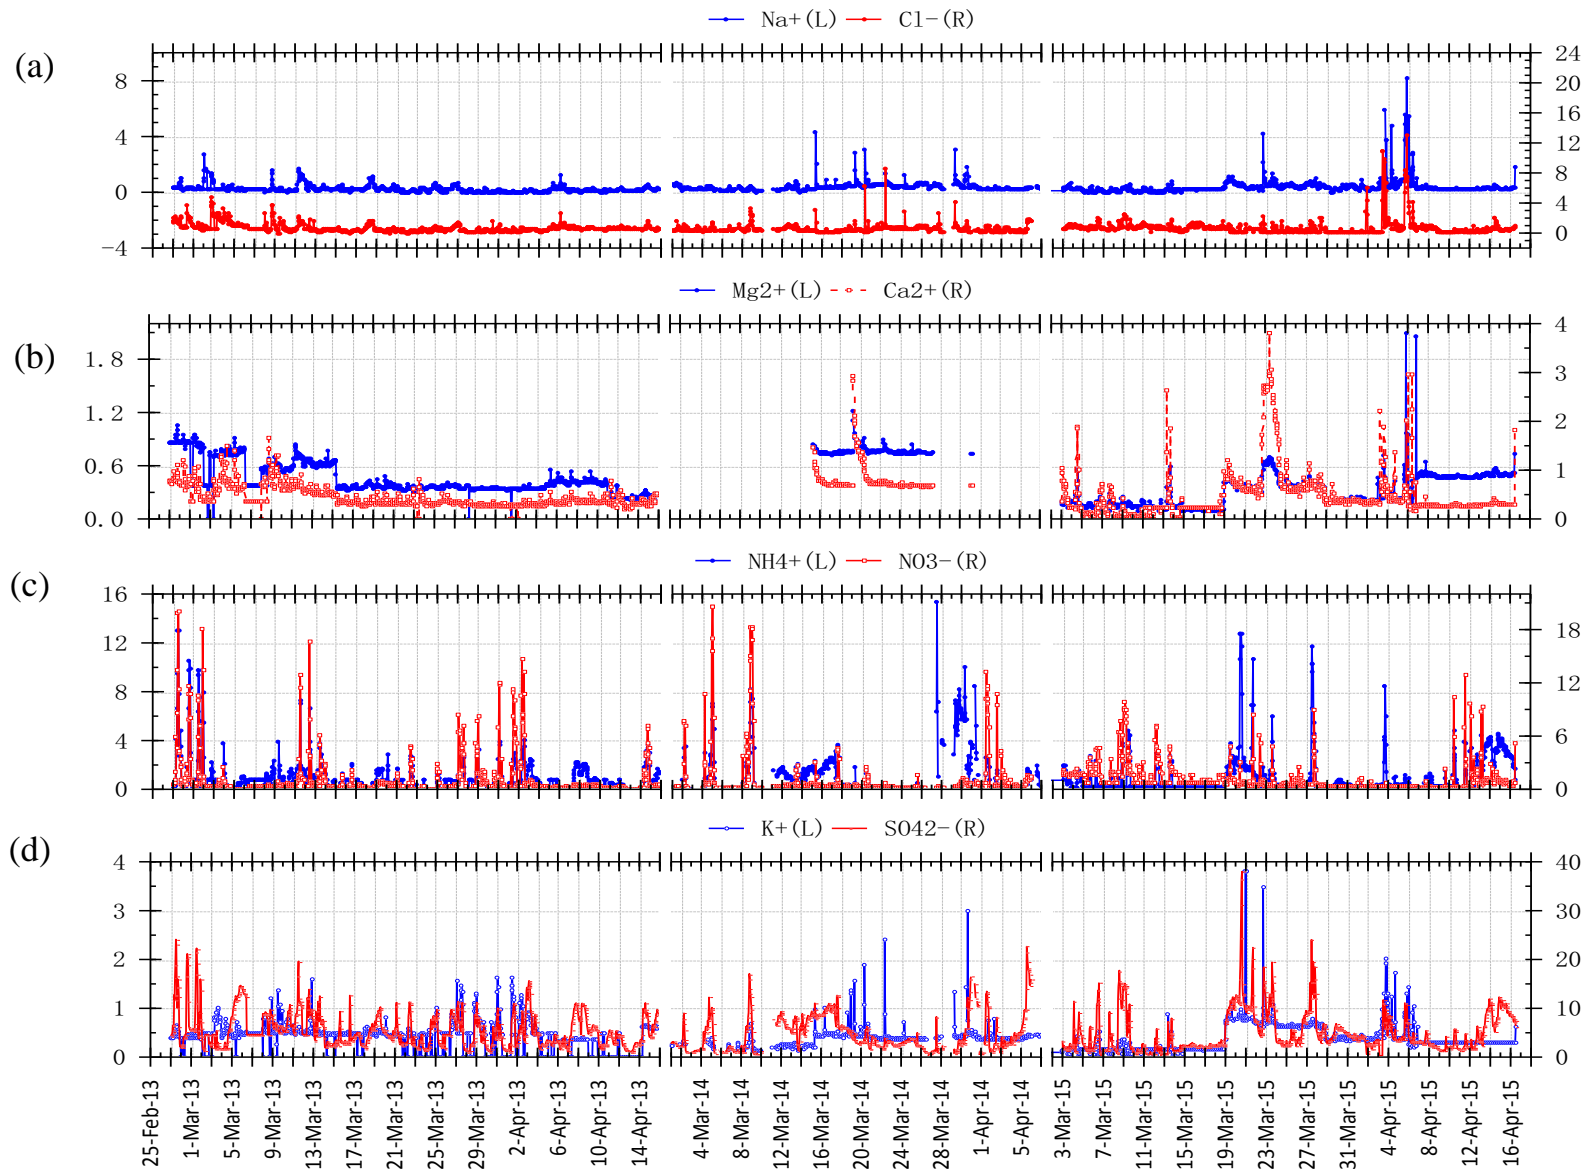 Na+(L) Cl-(R)
(a)
8
4
0
-4
24
20
16
12
8
4
0
Mg2+(L) Ca2+(R)
(b)
1.8
1.2
0.6
0.0
4
3
2
1
0
NH4+(L) NO3-(R)
(c)
16
12
8
4
0
18
12
6
0
K+(L) SO42-(R)
(d)
4
3
2
1
0
40
30
20
10
0
25-Feb-13
1-Mar-13
5-Mar-13
9-Mar-13
13-Mar-13
17-Mar-13
21-Mar-13
25-Mar-13
29-Mar-13
2-Apr-13
6-Apr-13
10-Apr-13
14-Apr-13
4-Mar-14
8-Mar-14
12-Mar-14
16-Mar-14
20-Mar-14
24-Mar-14
28-Mar-14
1-Apr-14
5-Apr-14
3-Mar-15
7-Mar-15
11-Mar-15
15-Mar-15
19-Mar-15
23-Mar-15
27-Mar-15
31-Mar-15
4-Apr-15
8-Apr-15
12-Apr-15
16-Apr-15